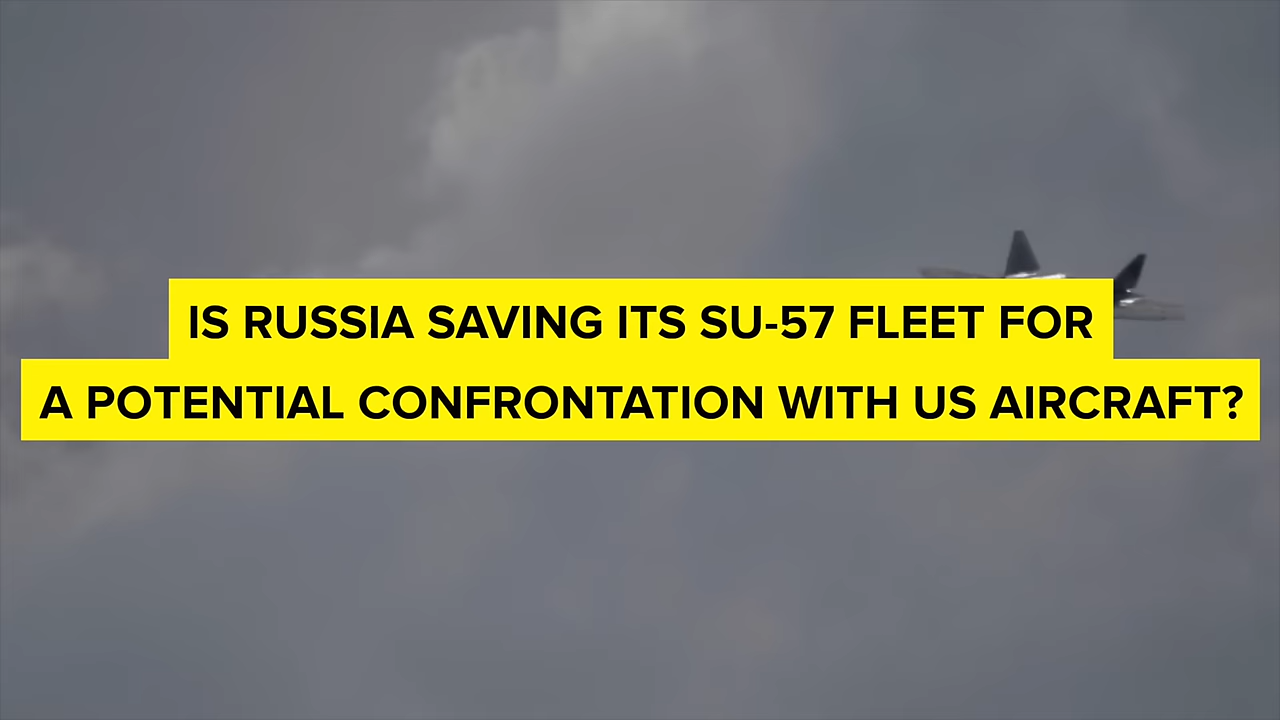 IS RUSSIA SAVING ITS SU-57 FLEET FOR
A POTENTIAL CONFRONTATION WITH US AIRCRAFT?